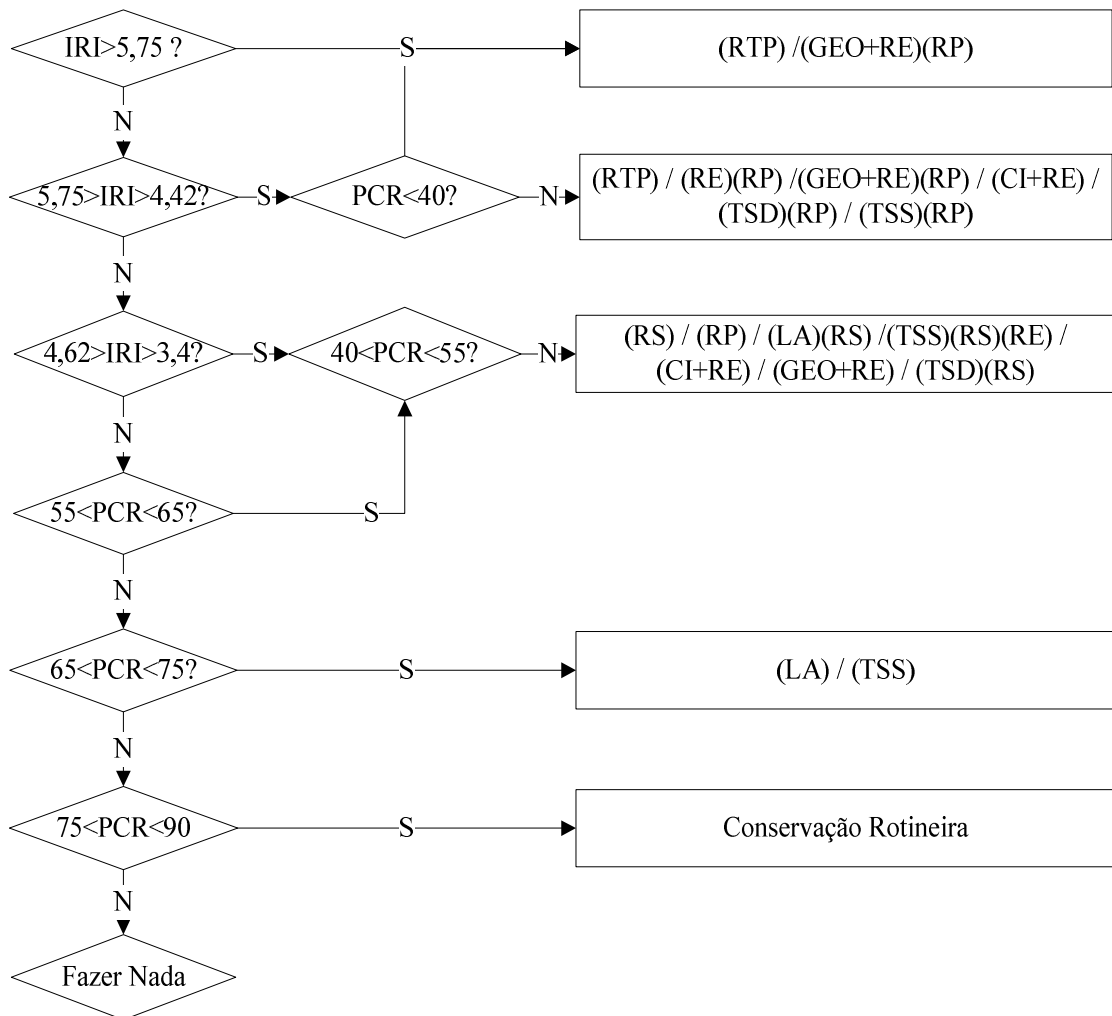 IRI>5,75 ?
S
(RTP) /(GEO+RE)(RP)
N
5,75>IRI>4,42?
S
PCR<40?
N
(RTP) / (RE)(RP) /(GEO+RE)(RP) / (CI+RE) /
(TSD)(RP) / (TSS)(RP)
N
4,62>IRI>3,4?
S
40<PCR<55?
N
(RS) / (RP) / (LA)(RS) /(TSS)(RS)(RE) /
(CI+RE) / (GEO+RE) / (TSD)(RS)
N
55<PCR<65?
S
N
65<PCR<75?
S
(LA) / (TSS)
N
75<PCR<90
S
Conservação Rotineira
N
Fazer Nada